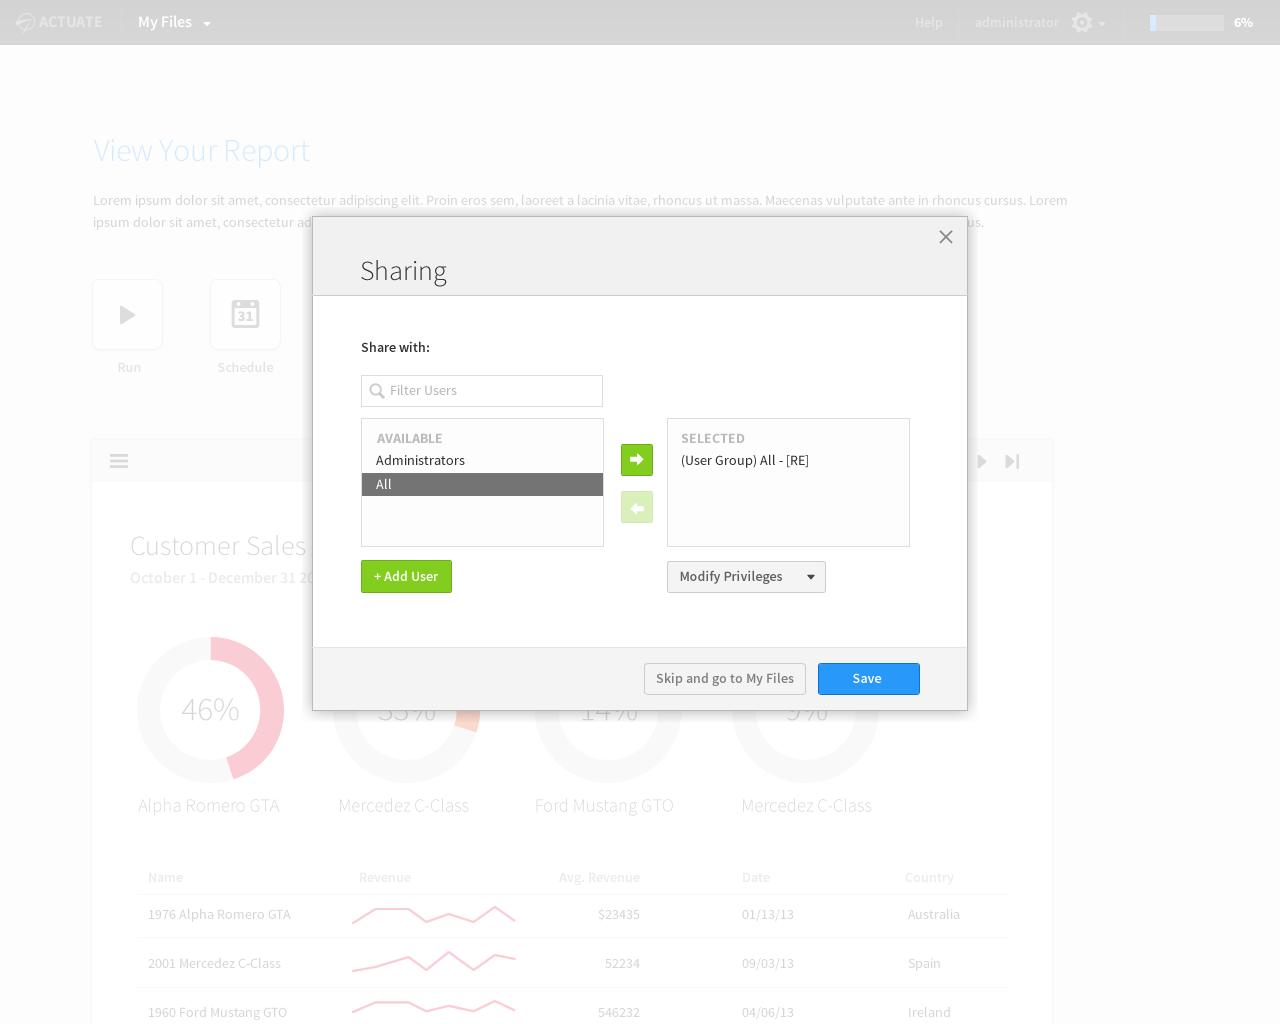 ACTUATE
My Files
Help
administrator
6%
View Your Report
Lorem ipsum dolor sit amet, consectetur adipiscing elit. Proin eros sem, laoreet a lacinia vitae, rhoncus ut massa. Maecenas vulputate ante in rhoncus cursus. Lorem
ipsum dolor sit amet, consectetur ad
us.
Run
31
Schedule
Sharing
Share with:
Filter Users
AVAILABLE
Administrators
All
SELECTED
(User Group) All - [RE]
+ Add User
Modify Privileges
Skip and go to My Files
Save
Customer Sales
October 1 - December 31 20
46%
33%
14%
9%
Alpha Romero GTA
Mercedez C-Class
Ford Mustang GTO
Mercedez C-Class
Name Revenue Avg. Revenue Date Country
1976 Alpha Romero GTA $23435 01/13/13 Australia
2001 Mercedez C-Class 52234 09/03/13 Spain
1960 Ford Mustang GTO 546232 04/06/13 Ireland